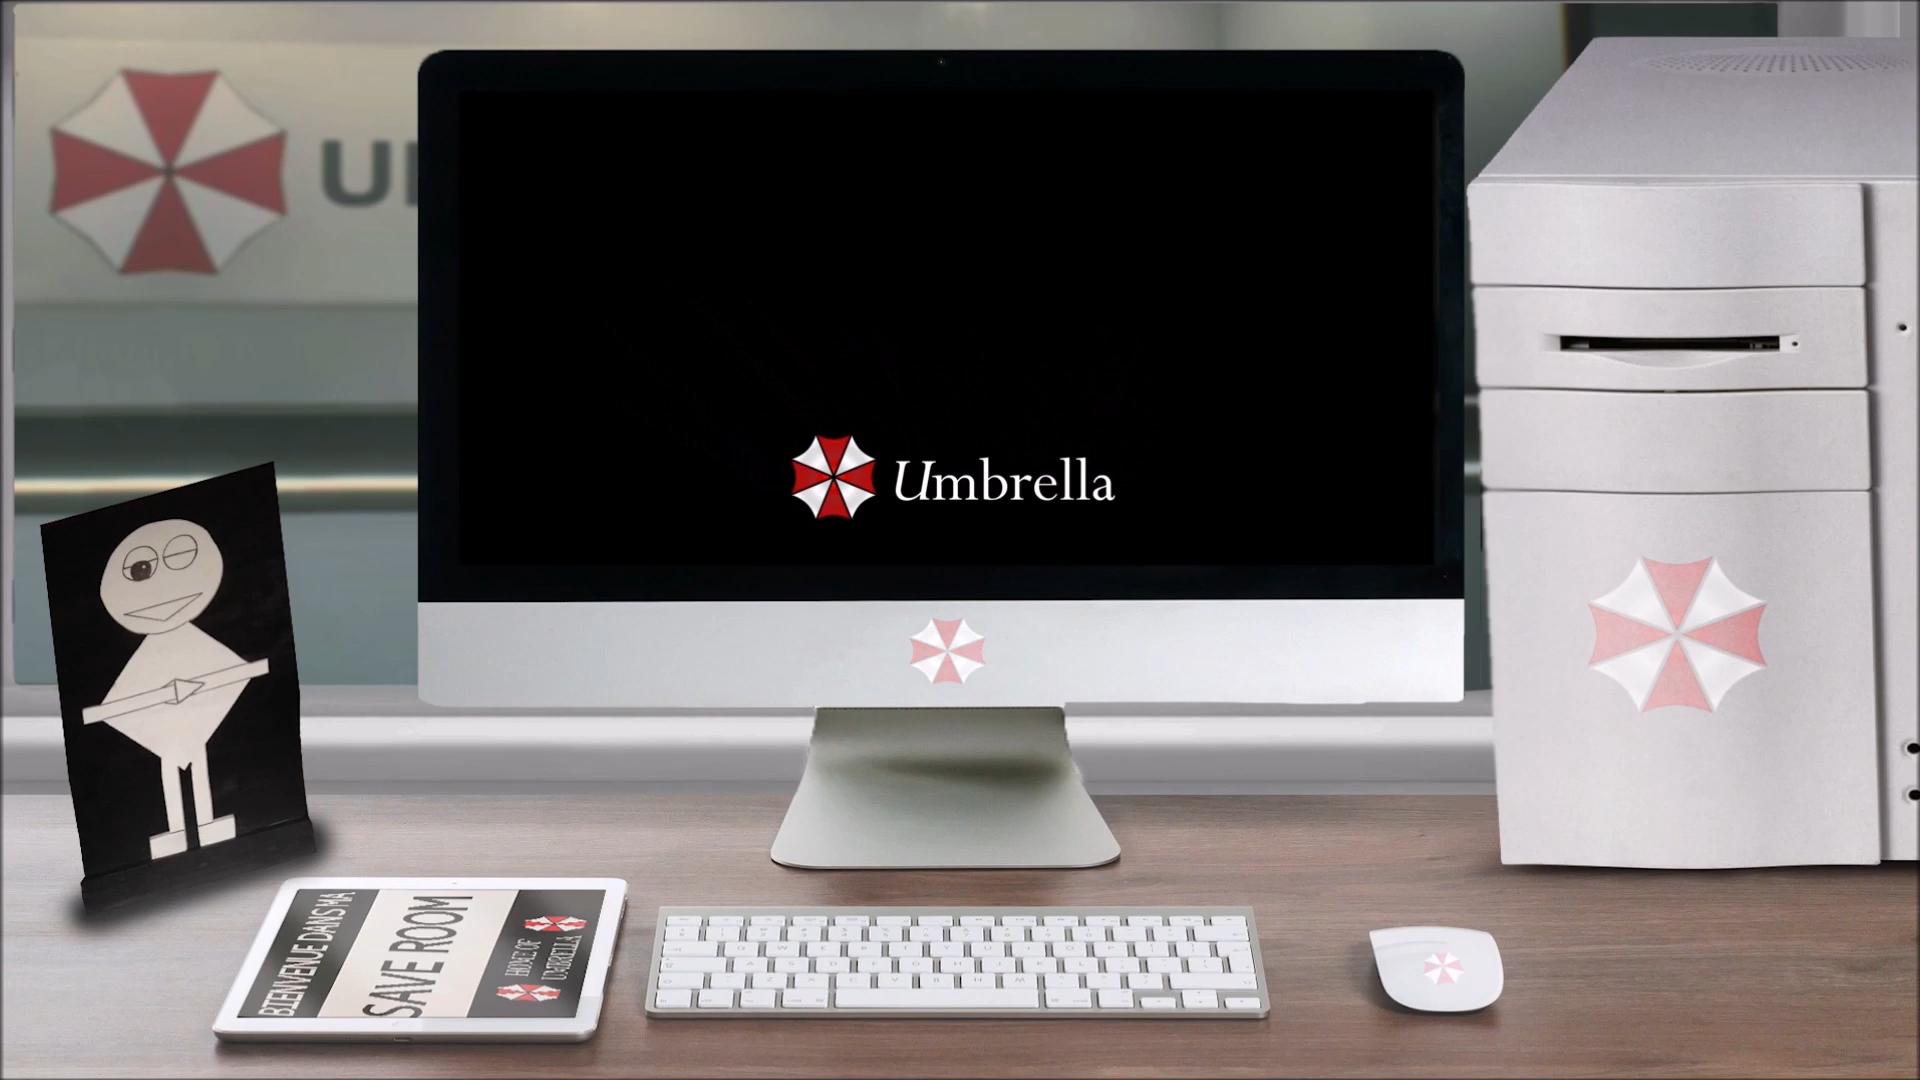 U
Umbrella
BIENVENUE DANS MA
SAVE ROOM
HOME OF
UMBRELLA